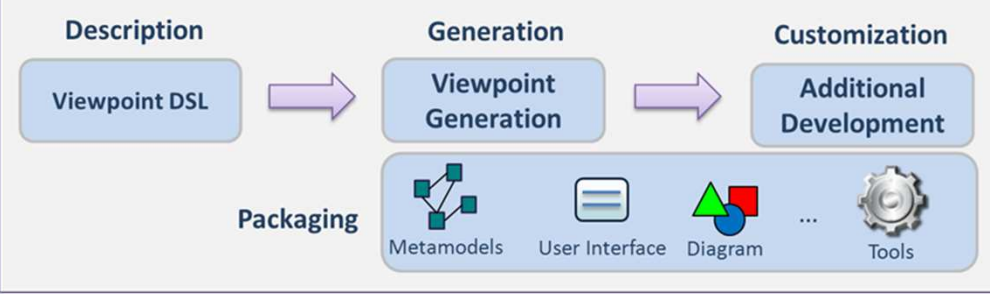 Description
Generation
Customization
Viewpoint DSL
Viewpoint
Generation
Additional
Development
Packaging
Metamodels
User Interface
Diagram
...
Tools